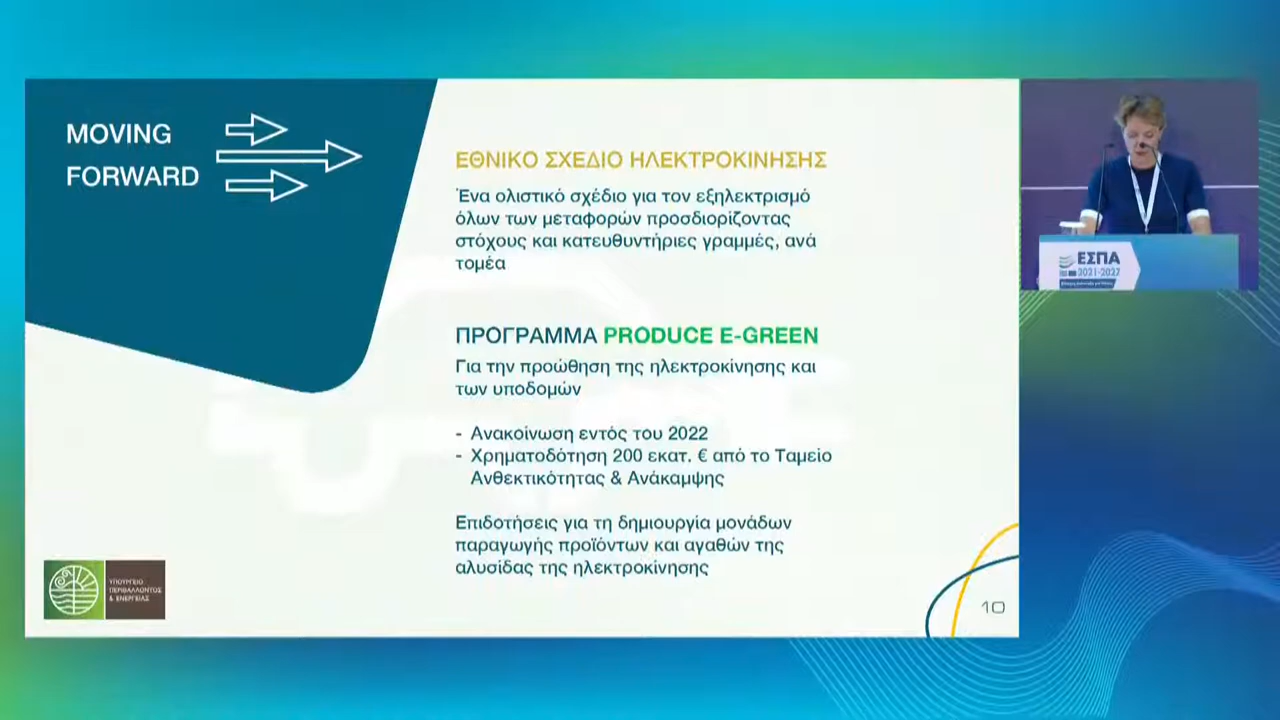 MOVING
FORWARD
ΕΘΝΙΚΟ ΣΧΕΔΙΟ ΗΛΕΚΤΡΟΚΙΝΗΣΗΣ
Ένα ολιστικό σχέδιο για τον εξηλεκτρισμό
όλων των μεταφορών προσδιορίζοντας
στόχους και κατευθυντήριες γραμμές, ανά
τομέα
ΠΡΟΓΡΑΜΜΑ PRODUCE E-GREEN
Για την προώθηση της ηλεκτροκίνησης και
των υποδομών
- Ανακοίνωση εντός του 2022
- Χρηματοδότηση 200 εκατ. € από το Ταμείο
Ανθεκτικότητας & Ανάκαμψης
Επιδοτήσεις για τη δημιουργία μονάδων
παραγωγής προϊόντων και αγαθών της
αλυσίδας της ηλεκτροκίνησης
ΥΠΟΥΡΓΕΙΟ
ΠΕΡΙΒΑΛΛΟΝΤΟΣ
& ΕΝΕΡΓΕΙΑΣ
10
ΕΣΠΑ
2021-2027